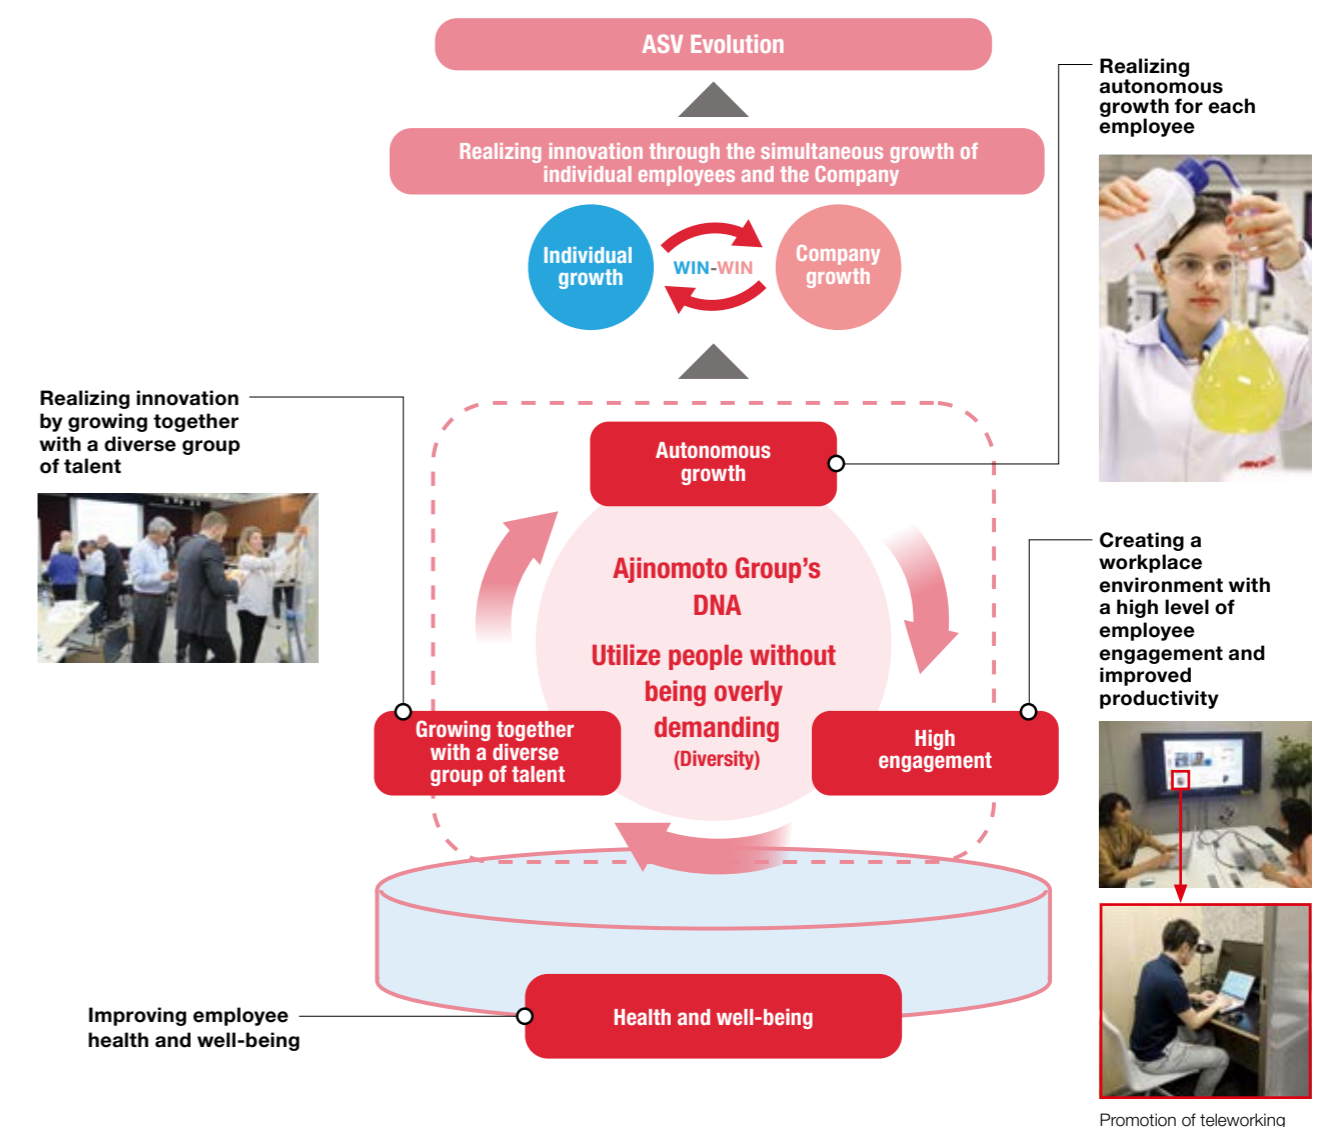 ASV Evolution
Realizing innovation through the simultaneous growth of
individual employees and the Company
Individual
growth
WIN-WIN
Company
growth
Realizing
autonomous
growth for each
employee
Realizing innovation
by growing together
with a diverse group
of talent
Autonomous
growth
Ajinomoto Group's
DNA
Utilize people without
being overly
demanding
(Diversity)
Growing together
with a diverse
group of talent
High
engagement
Creating a
workplace
environment with
a high level of
employee
engagement and
improved
productivity
Improving employee
health and well-being
Health and well-being
Promotion of teleworking